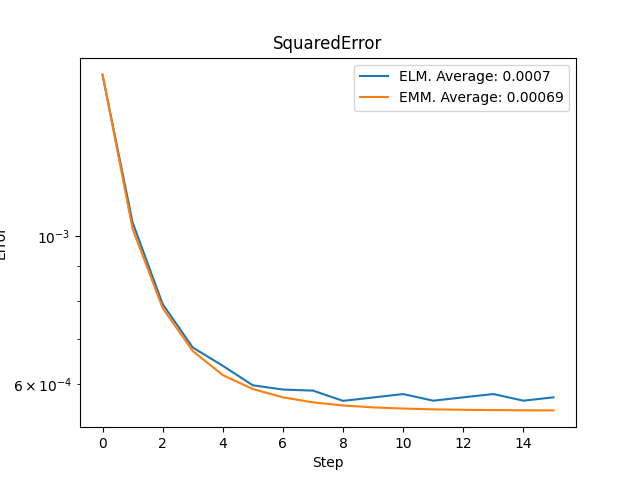 SquaredError
ELM. Average: 0.0007
EMM. Average: 0.00069
Error
10⁻³
6 × 10⁻⁴
0 2 4 6 8 10 12 14
Step